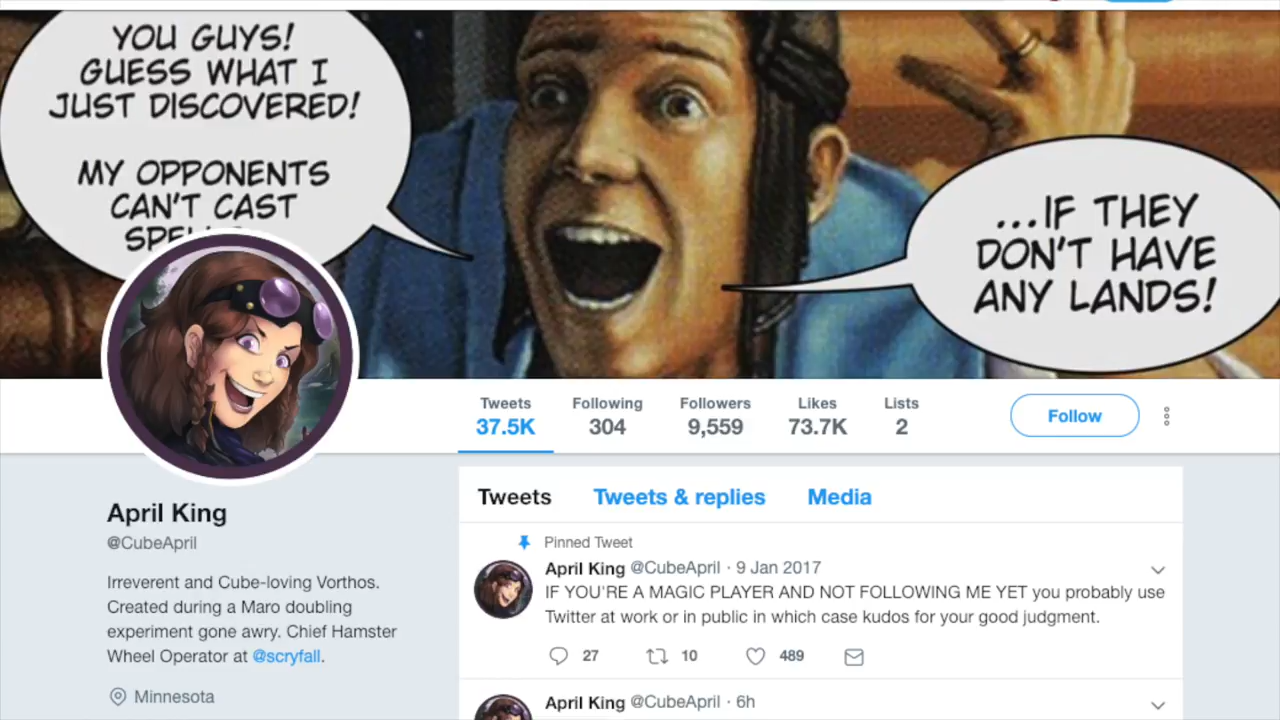 YOU GUYS!
GUESS WHAT I
JUST DISCOVERED!
MY OPPONENTS
CAN'T CAST
...IF THEY
DON'T HAVE
ANY LANDS!
Tweets
37.5K
Following
304
Followers
9,559
Likes
73.7K
Lists
2
Follow
April King
@CubeApril
Irreverent and Cube-loving Vorthos.
Created during a Maro doubling
experiment gone awry. Chief Hamster
Wheel Operator at @scryfall.
Minnesota
Tweets Tweets & replies Media
Pinned Tweet
April King @CubeApril · 9 Jan 2017
IF YOU'RE A MAGIC PLAYER AND NOT FOLLOWING ME YET you probably use
Twitter at work or in public in which case kudos for your good judgment.
27 10 489
April King @CubeApril · 6h